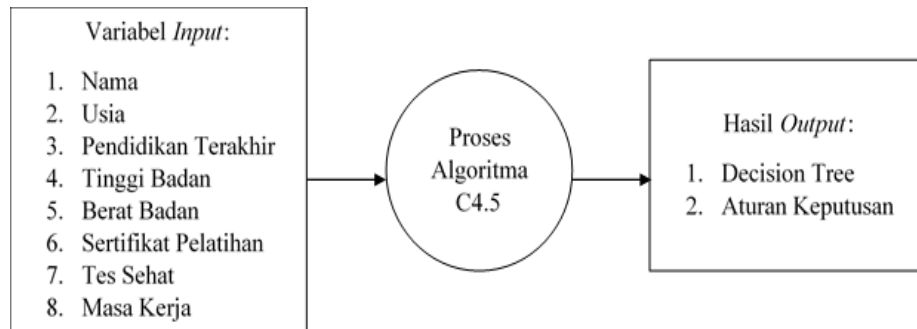 Variabel Input:
1. Nama
2. Usia
3. Pendidikan Terakhir
4. Tinggi Badan
5. Berat Badan
6. Sertifikat Pelatihan
7. Tes Sehat
8. Masa Kerja
Proses
Algoritma
C4.5
Hasil Output:
1. Decision Tree
2. Aturan Keputusan